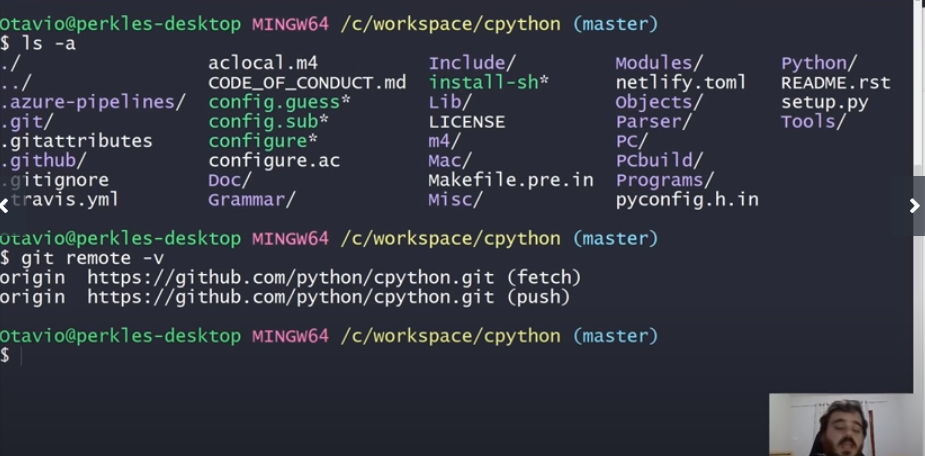 Otavio@perkles-desktop MINGW64 /c/workspace/cpython (master)
$ ls -a
./ aclocal.m4 Include/ Modules/ Python/
../ CODE_OF_CONDUCT.md install-sh* netlify.toml README.rst
.azure-pipelines/ config.guess* Lib/ Objects/ setup.py
.git/ config.sub* LICENSE Parser/ Tools/
.gitattributes configure* m4/ PC/
.github/ configure.ac Mac/ PCbuild/
.gitignore Doc/ Makefile.pre.in Programs/
.travis.yml Grammar/ Misc/ pyconfig.h.in
Otavio@perkles-desktop MINGW64 /c/workspace/cpython (master)
$ git remote -v
origin https://github.com/python/cpython.git (fetch)
origin https://github.com/python/cpython.git (push)
Otavio@perkles-desktop MINGW64 /c/workspace/cpython (master)
$